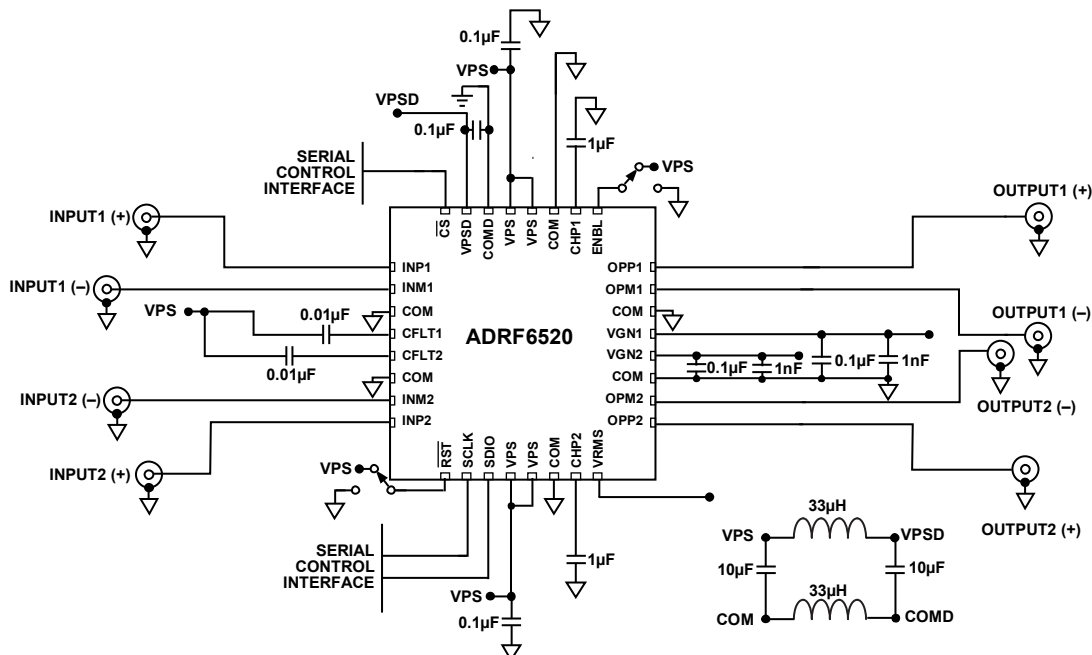 0.1µF
VPS
VPSD
0.1µF
1µF
VPS
SERIAL
CONTROL
INTERFACE
INPUT1 (+)
OUTPUT1 (+)
CS
VPSD
COMD
VPS
VPS
COM
CHP1
ENBL
INP1
OPP1
INPUT1 (–)
INM1
OPM1
VPS
0.01µF
COM
COM
OUTPUT1 (–)
CFLT1
ADRF6520
VGN1
CFLT2
VGN2
0.01µF
0.1µF
1nF
0.1µF
1nF
COM
COM
INPUT2 (–)
INM2
OPM2
OUTPUT2 (–)
INP2
OPP2
INPUT2 (+)
VPS
RST
SCLK
SDIO
VPS
VPS
COM
CHP2
VRMS
OUTPUT2 (+)
33µH
VPS
VPSD
SERIAL
CONTROL
INTERFACE
1µF
10µF
10µF
VPS
33µH
0.1µF
COM
COMD